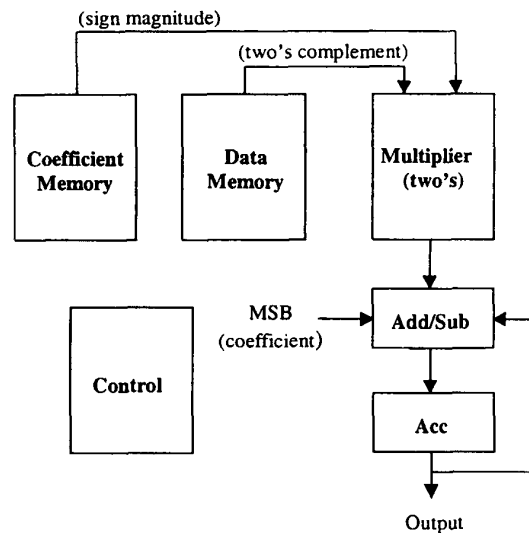 (sign magnitude)
(two's complement)
Coefficient
Memory
Data
Memory
Multiplier
(two's)
MSB
(coefficient)
Add/Sub
Control
Acc
Output